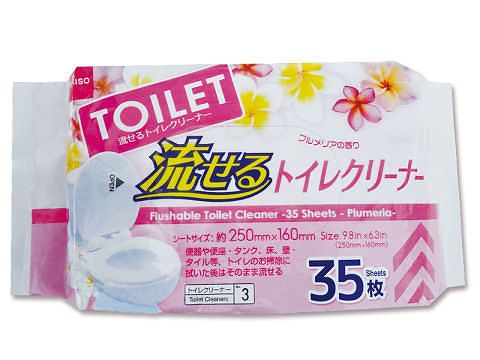 TOILET
流せるトイレクリーナー
プルメリアの香り
OPEN
流せるトイレクリーナー
Flushable Toilet Cleaner -35 Sheets - Plumeria-
シートサイズ: 約250mm×160mm Size: 9.8in×6.3in
(250mm×160mm)
便器や便座・タンク、床、壁・
タイル等、トイレのお掃除に
拭いた後はそのまま流せる
トイレクリーナー
Toilet Cleaners
No.
3
35枚
Sheets